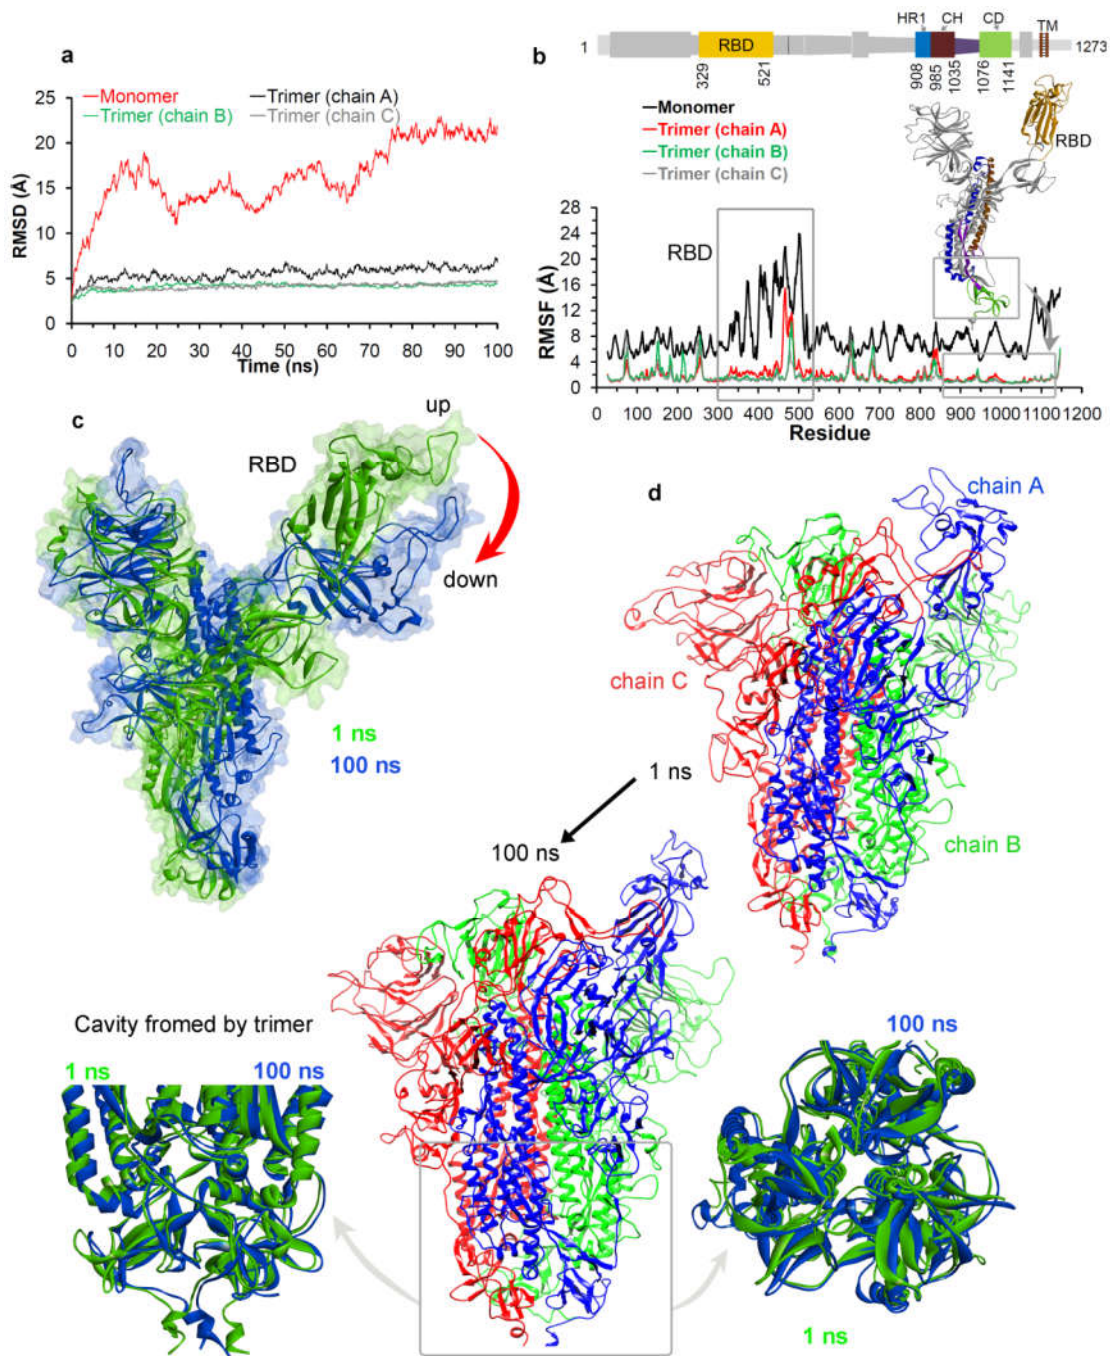 a
Monomer
Trimer (chain A)
Trimer (chain B)
Trimer (chain C)
RMSD (Å)
25
20
15
10
5
0
0 10 20 30 40 50 60 70 80 90 100
Time (ns)
b
HR1 CH CD TM
1 RBD 1273
329 521 908 985 1035 1076 1141
Monomer
Trimer (chain A)
Trimer (chain B)
Trimer (chain C)
RBD
RBD
RMSF (Å)
28
24
20
16
12
8
4
0
0 100 200 300 400 500 600 700 800 900 1000 1100 1200
Residue
c
up
RBD
down
1 ns
100 ns
d
chain A
chain C
chain B
1 ns
100 ns
Cavity fromed by trimer
1 ns 100 ns
100 ns
1 ns